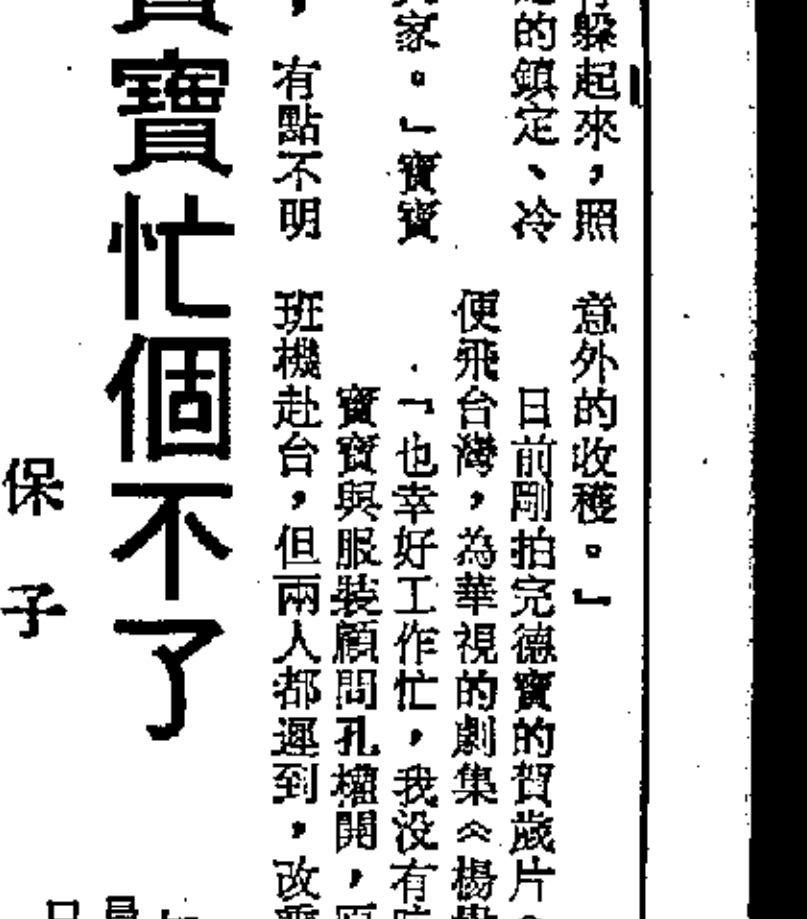 躲起來，照
的鎮定、冷
家。」寶寶
，有點不明
意外的收穫。」
日前剛拍完德寶的賀歲片。
便飛台灣，為華視的劇集《楊
「也幸好工作忙，我沒有
寶寶與服裝顧問孔權開，原
班機赴台，但兩人都遲到，改
寶寶忙個不了
保子